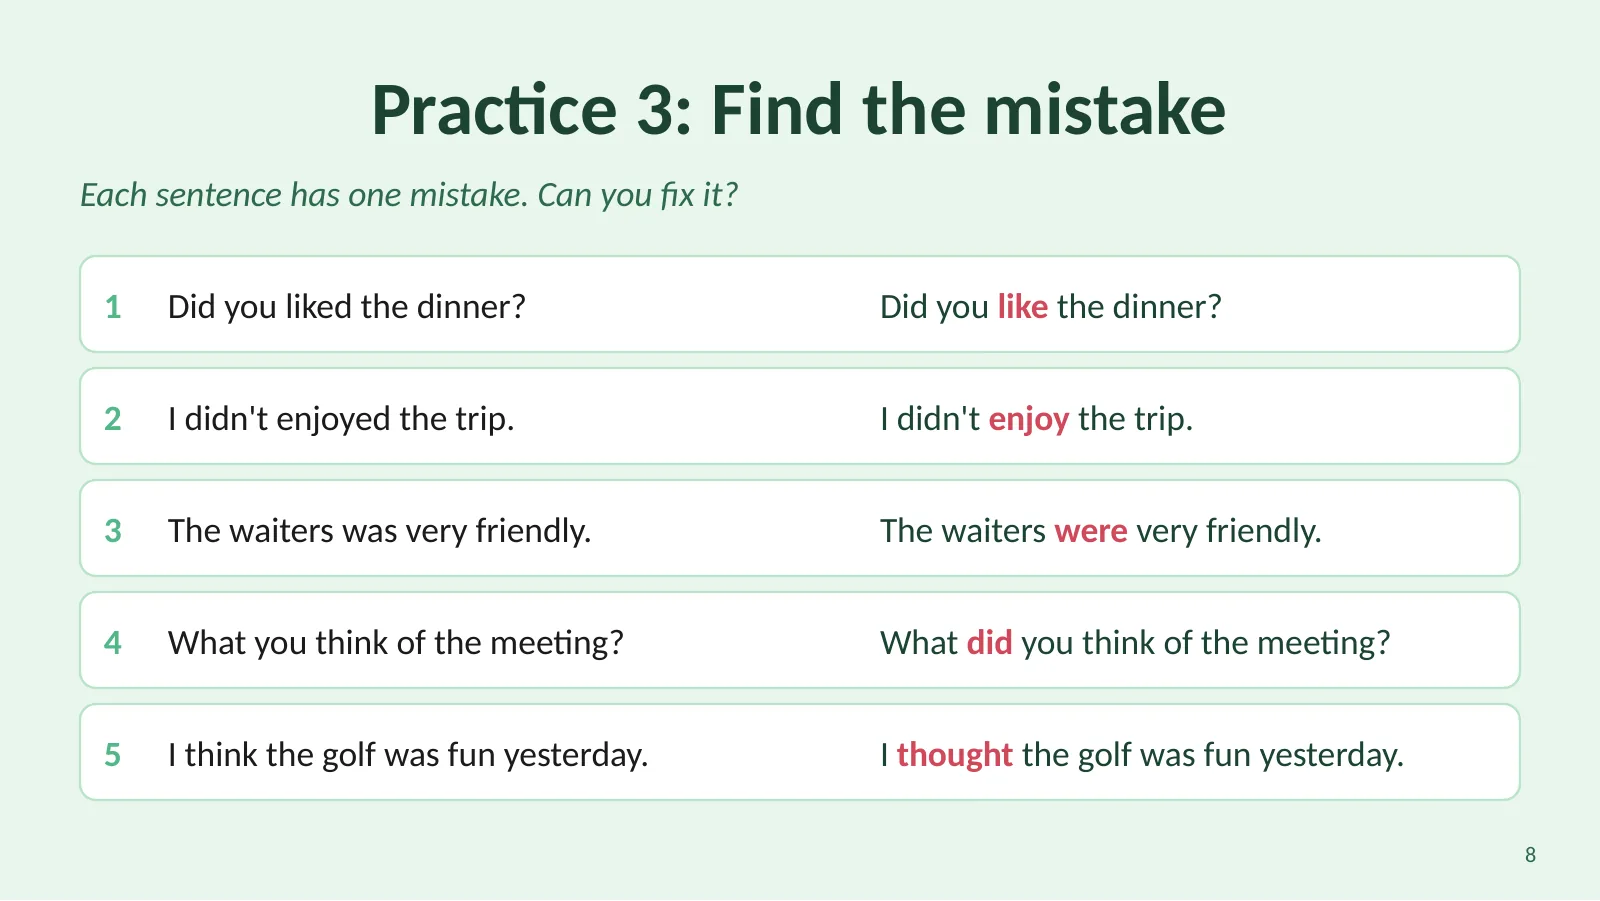 Practice 3: Find the mistake
Each sentence has one mistake. Can you fix it?
1 Did you liked the dinner? Did you like the dinner?
2 I didn't enjoyed the trip. I didn't enjoy the trip.
3 The waiters was very friendly. The waiters were very friendly.
4 What you think of the meeting? What did you think of the meeting?
5 I think the golf was fun yesterday. I thought the golf was fun yesterday.
8